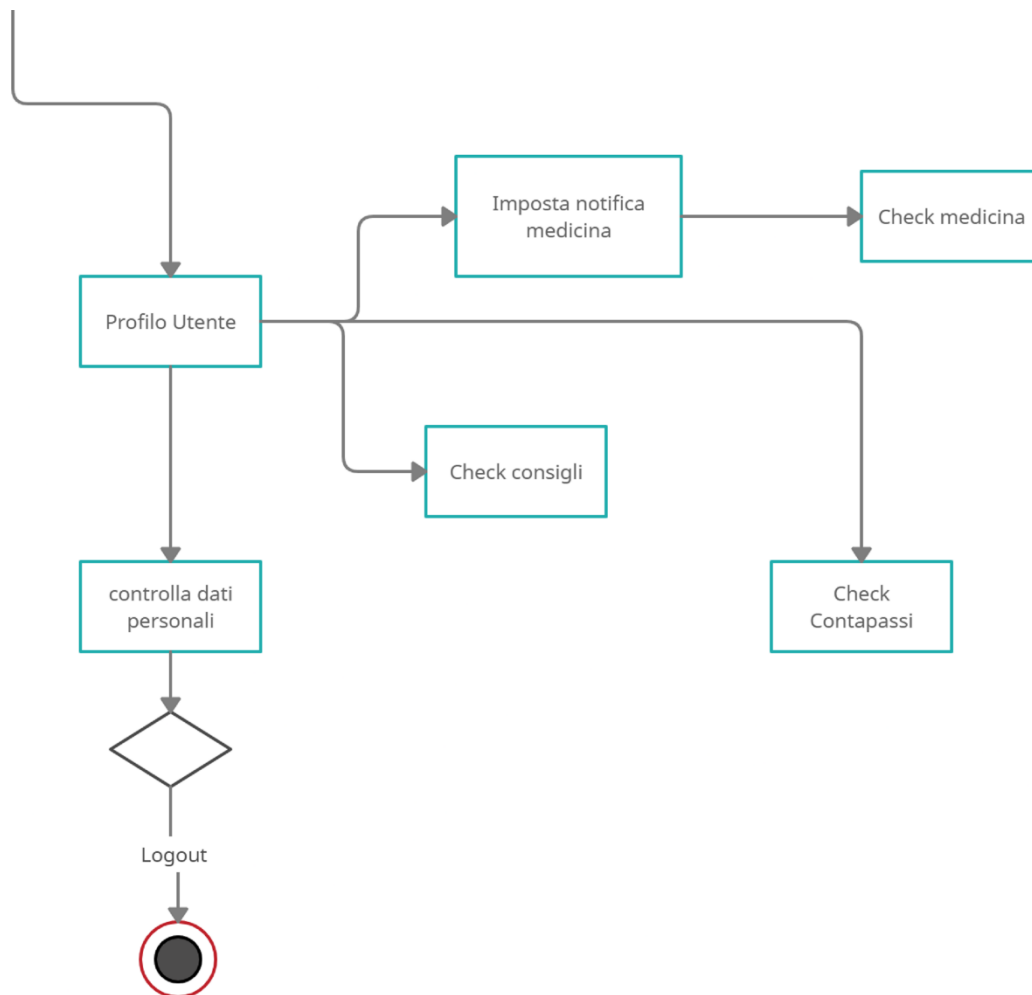 Imposta notifica
medicina
Check medicina
Profilo Utente
Check consigli
controlla dati
personali
Check
Contapassi
Logout